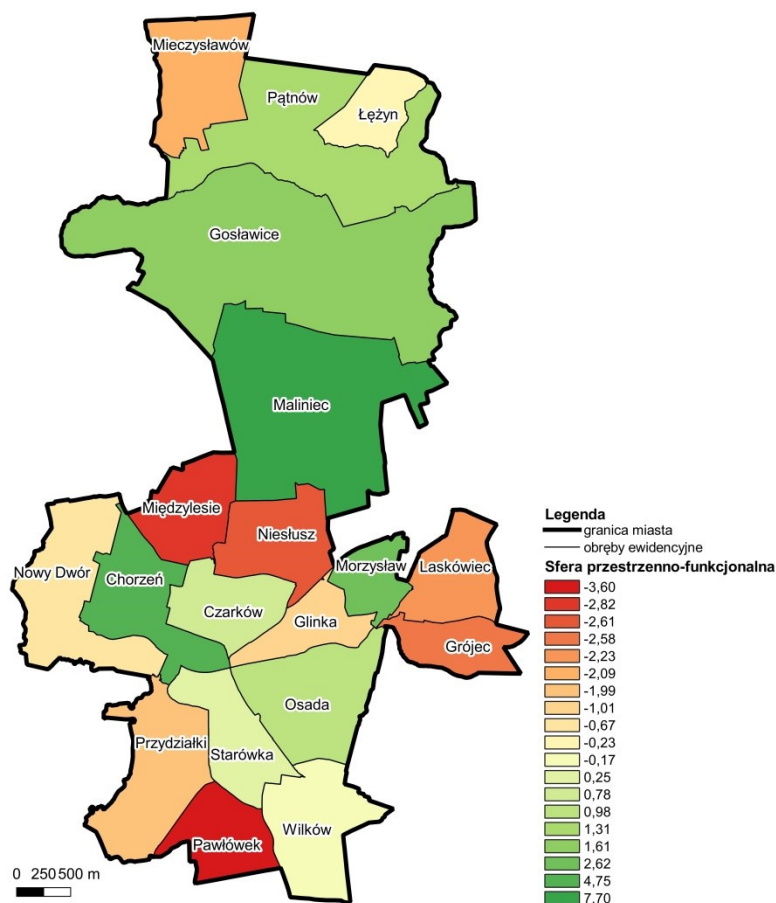 Mieczysławów
Pątnów
Łężyn
Gosławice
Maliniec
Międzylesie
Niesłusz
Nowy Dwór
Chorzeń
Czarków
Glinka
Morzysław
Laskówiec
Grójec
Osada
Przydziałki
Starówka
Pawłówek
Wilków
0 250 500 m
Legenda
granica miasta
obręby ewidencyjne
Sfera przestrzenno-funkcjonalna
-3,60
-2,82
-2,61
-2,58
-2,23
-2,09
-1,99
-1,01
-0,67
-0,23
-0,17
0,25
0,78
0,98
1,31
1,61
2,62
4,75
7,70